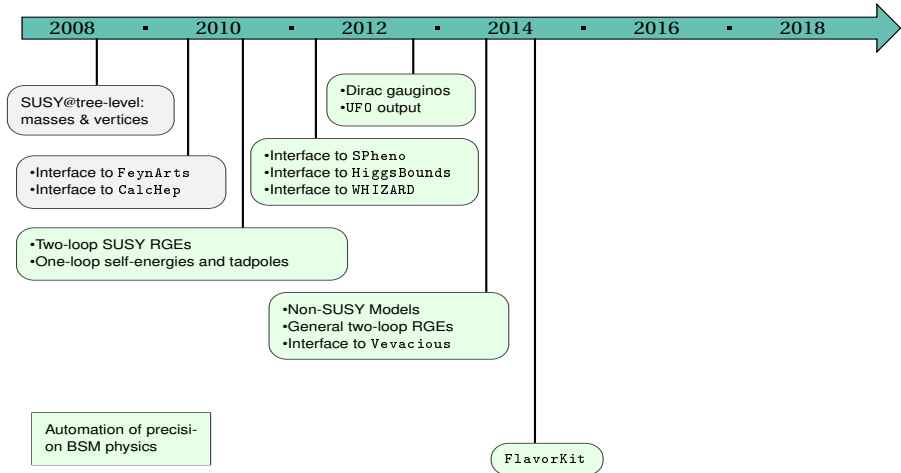 2008 · 2010 · 2012 · 2014 · 2016 · 2018
SUSY@tree-level:
masses & vertices
•Dirac gauginos
•UFO output
•Interface to FeynArts
•Interface to CalcHep
•Interface to SPheno
•Interface to HiggsBounds
•Interface to WHIZARD
•Two-loop SUSY RGEs
•One-loop self-energies and tadpoles
•Non-SUSY Models
•General two-loop RGEs
•Interface to Vevacious
Automation of precisi-
on BSM physics
FlavorKit